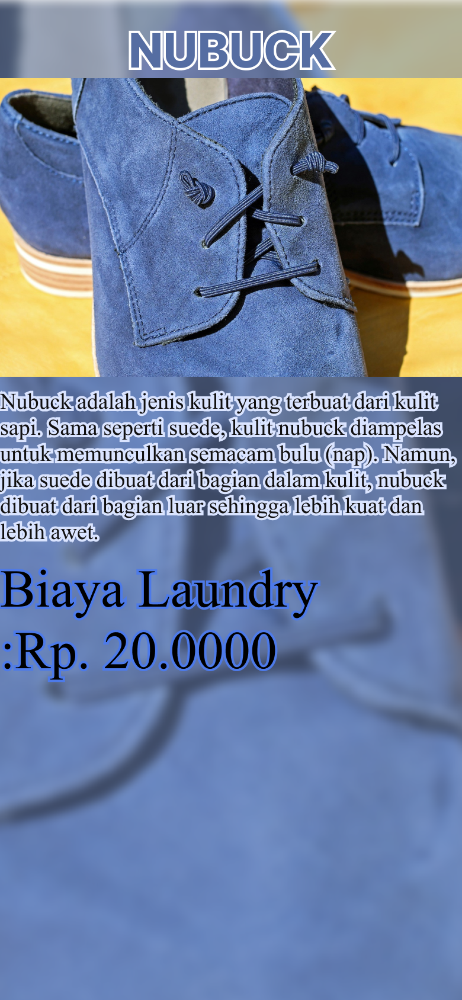 NUBUCK
Nubuck adalah jenis kulit yang terbuat dari kulit
sapi. Sama seperti suede, kulit nubuck diampelas
untuk memunculkan semacam bulu (nap). Namun,
jika suede dibuat dari bagian dalam kulit, nubuck
dibuat dari bagian luar sehingga lebih kuat dan
lebih awet.
Biaya Laundry
:Rp. 20.0000